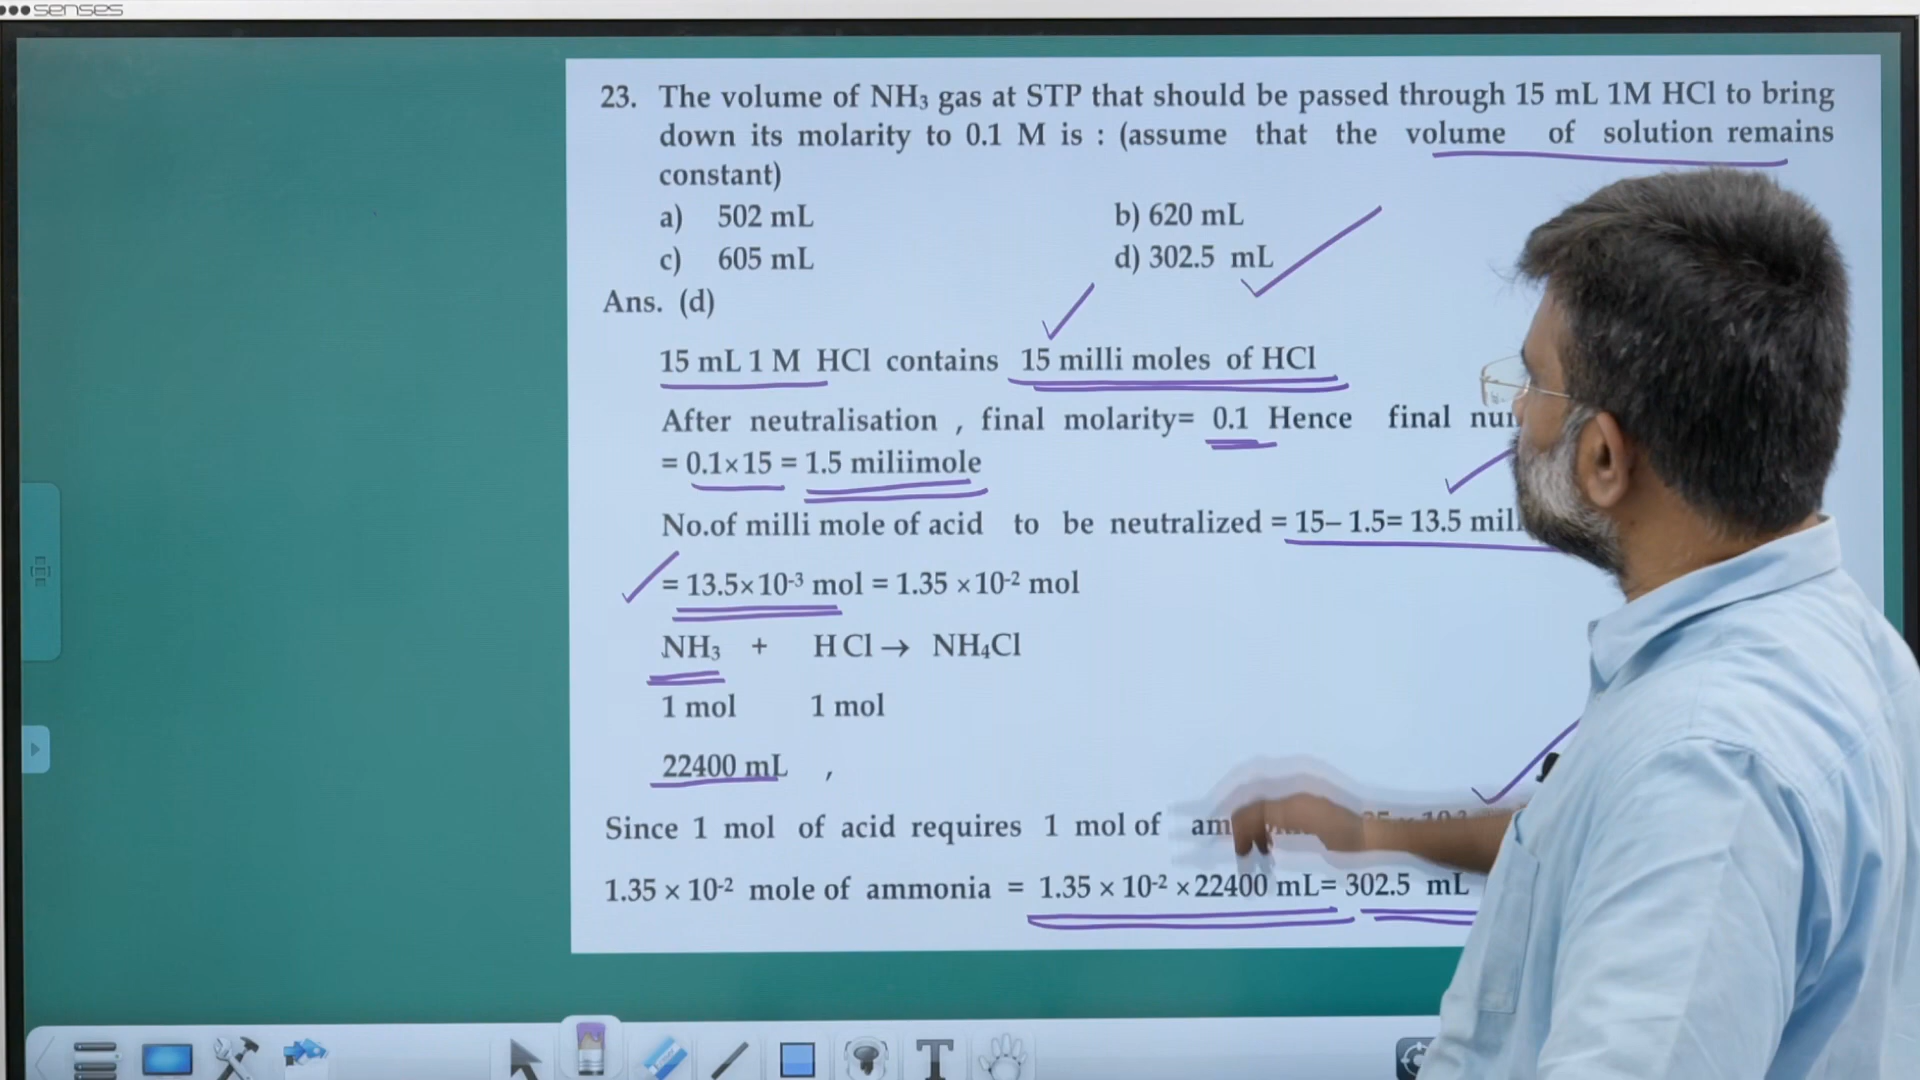 senses
23. The volume of NH₃ gas at STP that should be passed through 15 mL 1M HCl to bring
down its molarity to 0.1 M is : (assume that the volume of solution remains
constant)
a) 502 mL b) 620 mL
c) 605 mL d) 302.5 mL
Ans. (d)
15 mL 1 M HCl contains 15 milli moles of HCl
After neutralisation , final molarity= 0.1 Hence final
= 0.1×15 = 1.5 miliimole
No.of milli mole of acid to be neutralized = 15– 1.5= 13.5
= 13.5×10⁻³ mol = 1.35 ×10⁻² mol
NH₃ + H Cl → NH₄Cl
1 mol 1 mol
22400 mL ,
Since 1 mol of acid requires 1 mol of
1.35 × 10⁻² mole of ammonia = 1.35 × 10⁻² ×22400 mL= 302.5 mL
T